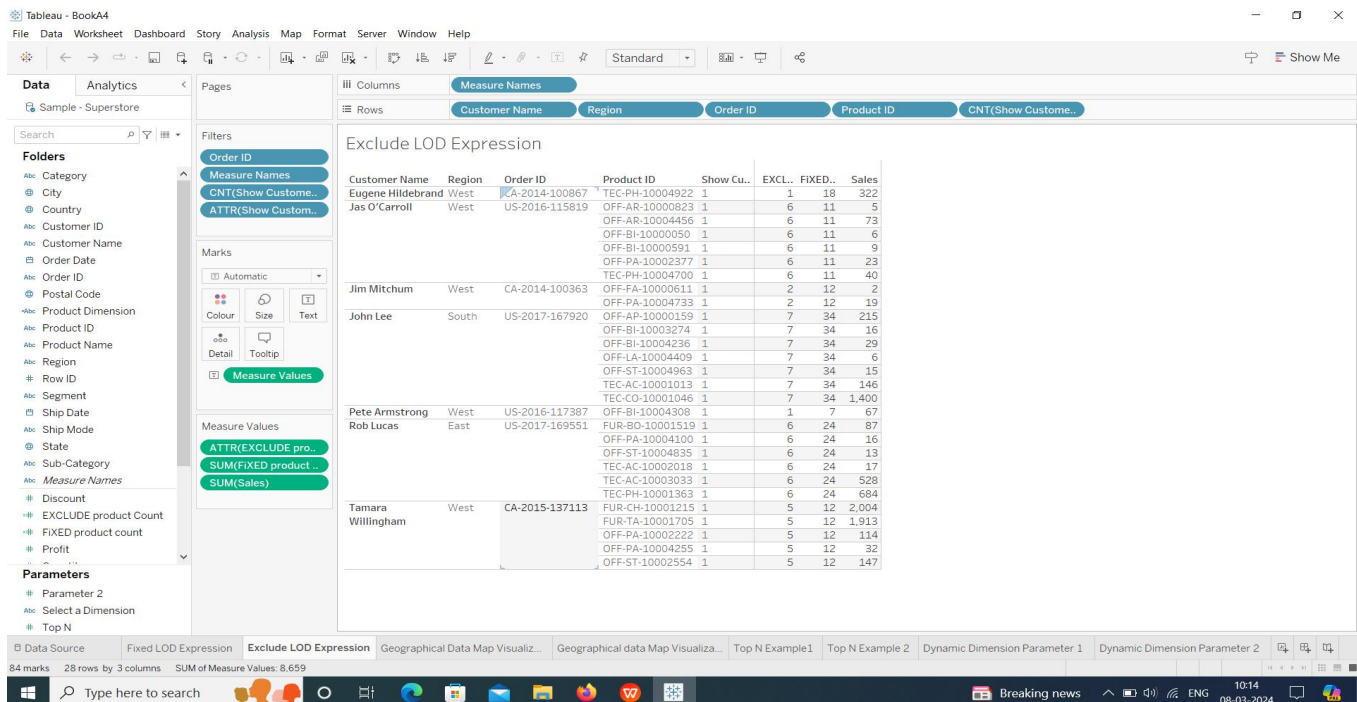 Tableau - BookA4
File Data Worksheet Dashboard Story Analysis Map Format Server Window Help
Standard Show Me
Data Analytics Pages Columns Measure Names
Sample - Superstore Rows Customer Name Region Order ID Product ID CNT(Show Custome..
Search
Folders
Abc Category
City
Country
Abc Customer ID
Abc Customer Name
Order Date
Abc Order ID
Postal Code
Abc Product Dimension
Abc Product ID
Abc Product Name
Abc Region
# Row ID
Abc Segment
Ship Date
Abc Ship Mode
State
Abc Sub-Category
Abc Measure Names
# Discount
# EXCLUDE product Count
# FiXED product count
# Profit
Parameters
# Parameter 2
Abc Select a Dimension
# Top N
Filters
Order ID
Measure Names
CNT(Show Custome..
ATTR(Show Custom..
Marks
Automatic
Colour Size Text
Detail Tooltip
Measure Values
Measure Values
ATTR(EXCLUDE pro..
SUM(FiXED product ..
SUM(Sales)
Exclude LOD Expression
Customer Name Region Order ID Product ID Show Cu.. EXCL.. FiXED.. Sales
Eugene Hildebrand West CA-2014-100867 TEC-PH-10004922 1 1 18 322
Jas O'Carroll West US-2016-115819 OFF-AR-10000823 1 6 11 5
OFF-AR-10004456 1 6 11 73
OFF-BI-10000050 1 6 11 6
OFF-BI-10000591 1 6 11 9
OFF-PA-10002377 1 6 11 23
TEC-PH-10004700 1 6 11 40
Jim Mitchum West CA-2014-100363 OFF-FA-10000611 1 2 12 2
OFF-PA-10004733 1 2 12 19
John Lee South US-2017-167920 OFF-AP-10000159 1 7 34 215
OFF-BI-10003274 1 7 34 16
OFF-BI-10004236 1 7 34 29
OFF-LA-10004409 1 7 34 6
OFF-ST-10004963 1 7 34 15
TEC-AC-10001013 1 7 34 146
TEC-CO-10001046 1 7 34 1,400
Pete Armstrong West US-2016-117387 OFF-BI-10004308 1 1 7 67
Rob Lucas East US-2017-169551 FUR-BO-10001519 1 6 24 87
OFF-PA-10004100 1 6 24 16
OFF-ST-10004835 1 6 24 13
TEC-AC-10002018 1 6 24 17
TEC-AC-10003033 1 6 24 528
TEC-PH-10001363 1 6 24 684
Tamara West CA-2015-137113 FUR-CH-10001215 1 5 12 2,004
Willingham FUR-TA-10001705 1 5 12 1,913
OFF-PA-10002222 1 5 12 114
OFF-PA-10004255 1 5 12 32
OFF-ST-10002554 1 5 12 147
Data Source Fixed LOD Expression Exclude LOD Expression Geographical Data Map Visualiz... Geographical data Map Visualiza... Top N Example1 Top N Example 2 Dynamic Dimension Parameter 1 Dynamic Dimension Parameter 2
84 marks 28 rows by 3 columns SUM of Measure Values: 8,659
Type here to search Breaking news ENG 10:14
08-03-2024